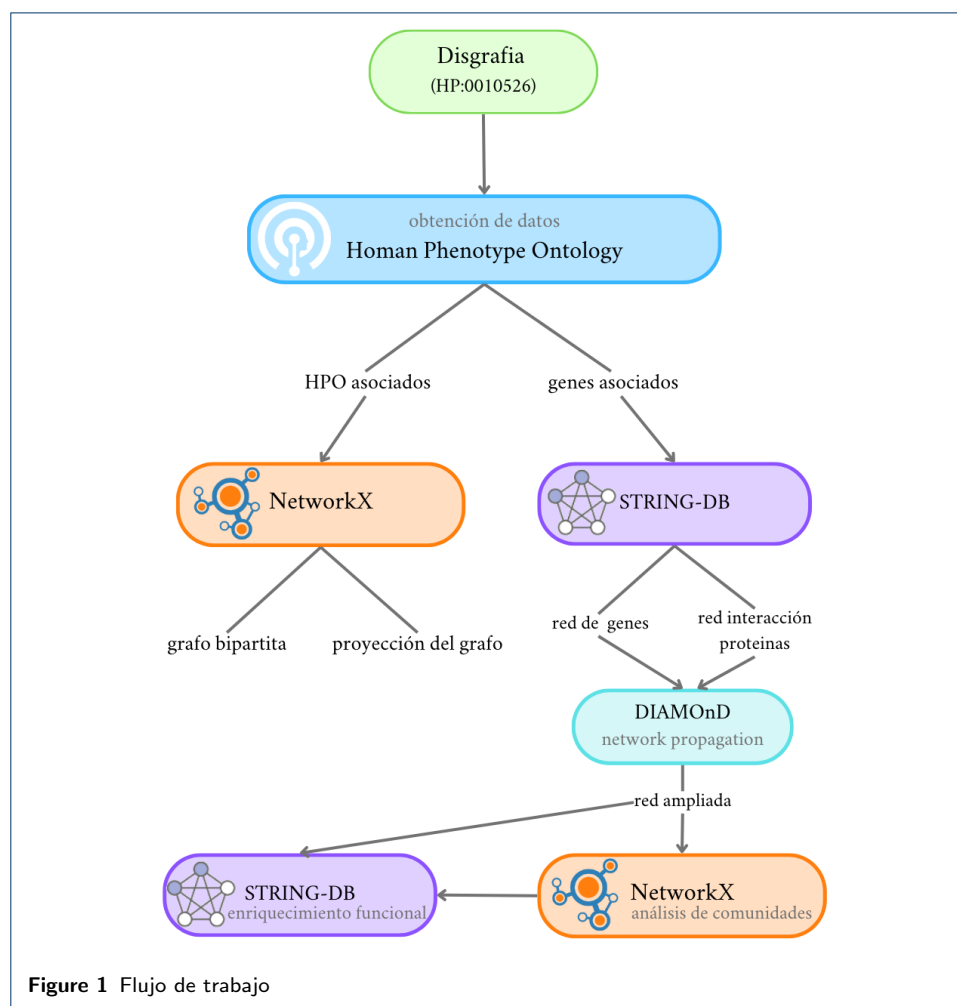 Disgrafia
(HP:0010526)
obtención de datos
Homan Phenotype Ontology
HPO asociados
genes asociados
NetworkX
STRING-DB
grafo bipartita
proyección del grafo
red de genes
red interacción
proteinas
DIAMOnD
network propagation
red ampliada
STRING-DB
enriquecimiento funcional
NetworkX
análisis de comunidades
Figure 1 Flujo de trabajo